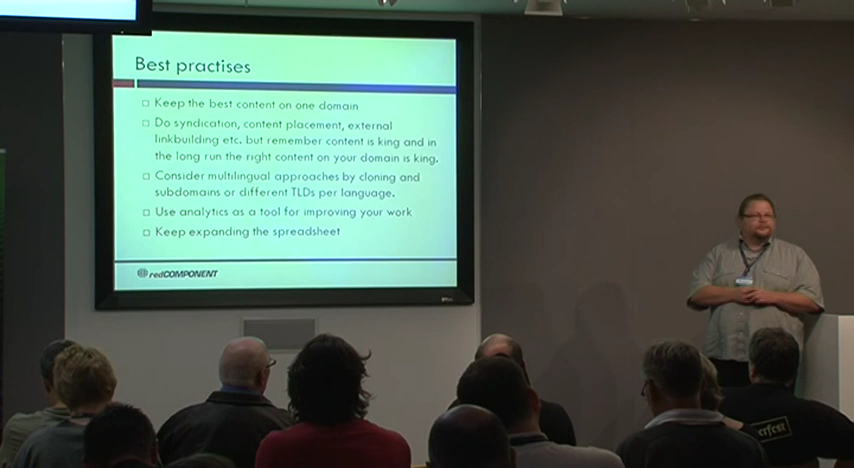 Best practises
Keep the best content on one domain
Do syndication, content placement, external
linkbuilding etc. but remember content is king and in
the long run the right content on your domain is king.
Consider multilingual approaches by cloning and
subdomains or different TLDs per language.
Use analytics as a tool for improving your work
Keep expanding the spreadsheet
redCOMPONENT